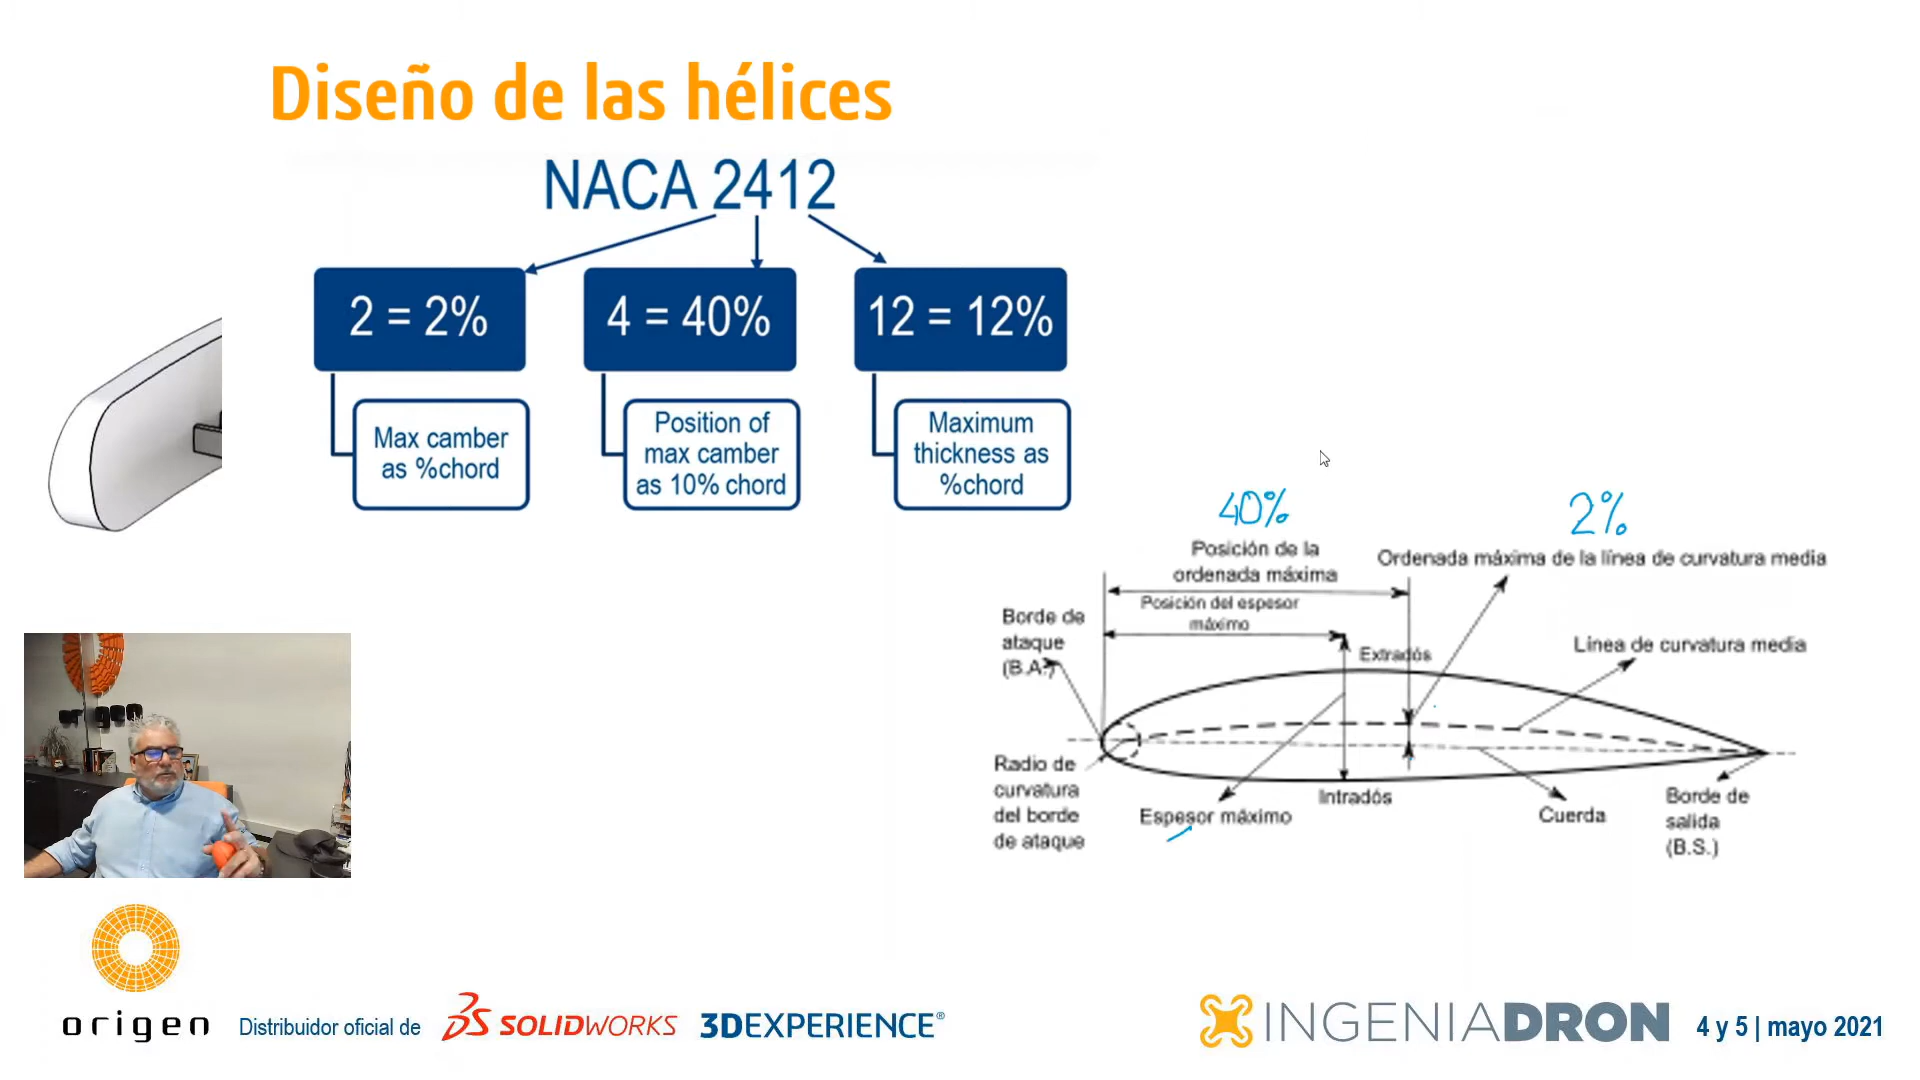 Diseño de las hélices
NACA 2412
2 = 2%
4 = 40%
12 = 12%
Max camber
as %chord
Position of
max camber
as 10% chord
Maximum
thickness as
%chord
40%
2%
Posición de la
ordenada máxima
Ordenada máxima de la línea de curvatura media
Posición del espesor
máximo
Borde de
ataque
(B.A.)
Extradós
Línea de curvatura media
Radio de
curvatura
del borde
de ataque
Espesor máximo
Intradós
Cuerda
Borde de
salida
(B.S.)
origen
Distribuidor oficial de
SOLIDWORKS
3DEXPERIENCE®
INGENIADRON
4 y 5 | mayo 2021